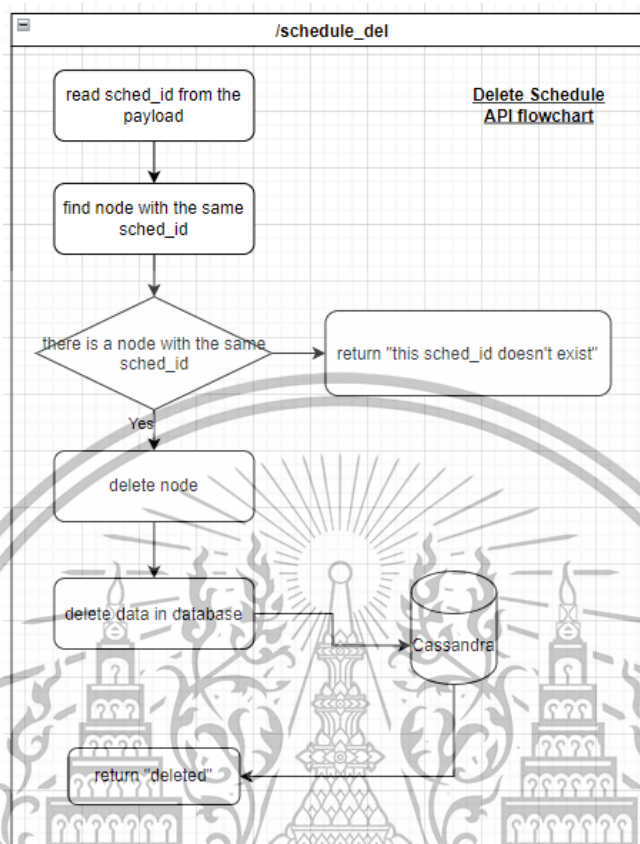 /schedule_del
Delete Schedule
API flowchart
read sched_id from the
payload
find node with the same
sched_id
there is a node with the same
sched_id
return "this sched_id doesn't exist"
Yes
delete node
delete data in database
Cassandra
return "deleted"